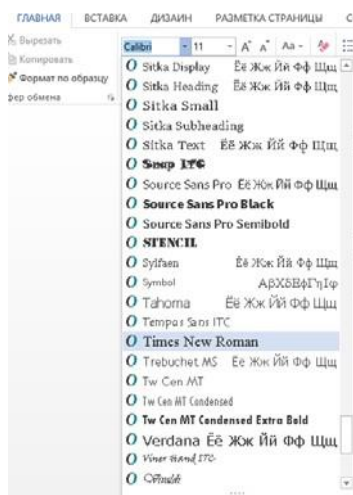 ГЛАВНАЯ ВСТАВКА ДИЗАЙН РАЗМЕТКА СТРАНИЦЫ
Вырезать
Копировать
Формат по образцу
фер обмена
Calibri 11 A A Aa
O Sitka Display Ёё Жж Йй Фф Щщ
O Sitka Heading Ёё Жж Йй Фф Щщ
O Sitka Small
O Sitka Subheading
O Sitka Text Ёё Жж Йй Фф Щщ
O Snap ITC
O Source Sans Pro Ёё Жж Йй Фф Щщ
O Source Sans Pro Black
O Source Sans Pro Semibold
O STENCIL
O Sylfaen Ёё Жж Йй Фф Щщ
O Symbol
O Tahoma Ёё Жж Йй Фф Щщ
O Tempus Sans ITC
O Times New Roman
O Trebuchet MS Ёё Жж Йй Фф Щщ
O Tw Cen MT
O Tw Cen MT Condensed
O Tw Cen MT Condensed Extra Bold
O Verdana Ёё Жж Йй Фф Щщ
O Viner Hand ITC
O Vivaldi